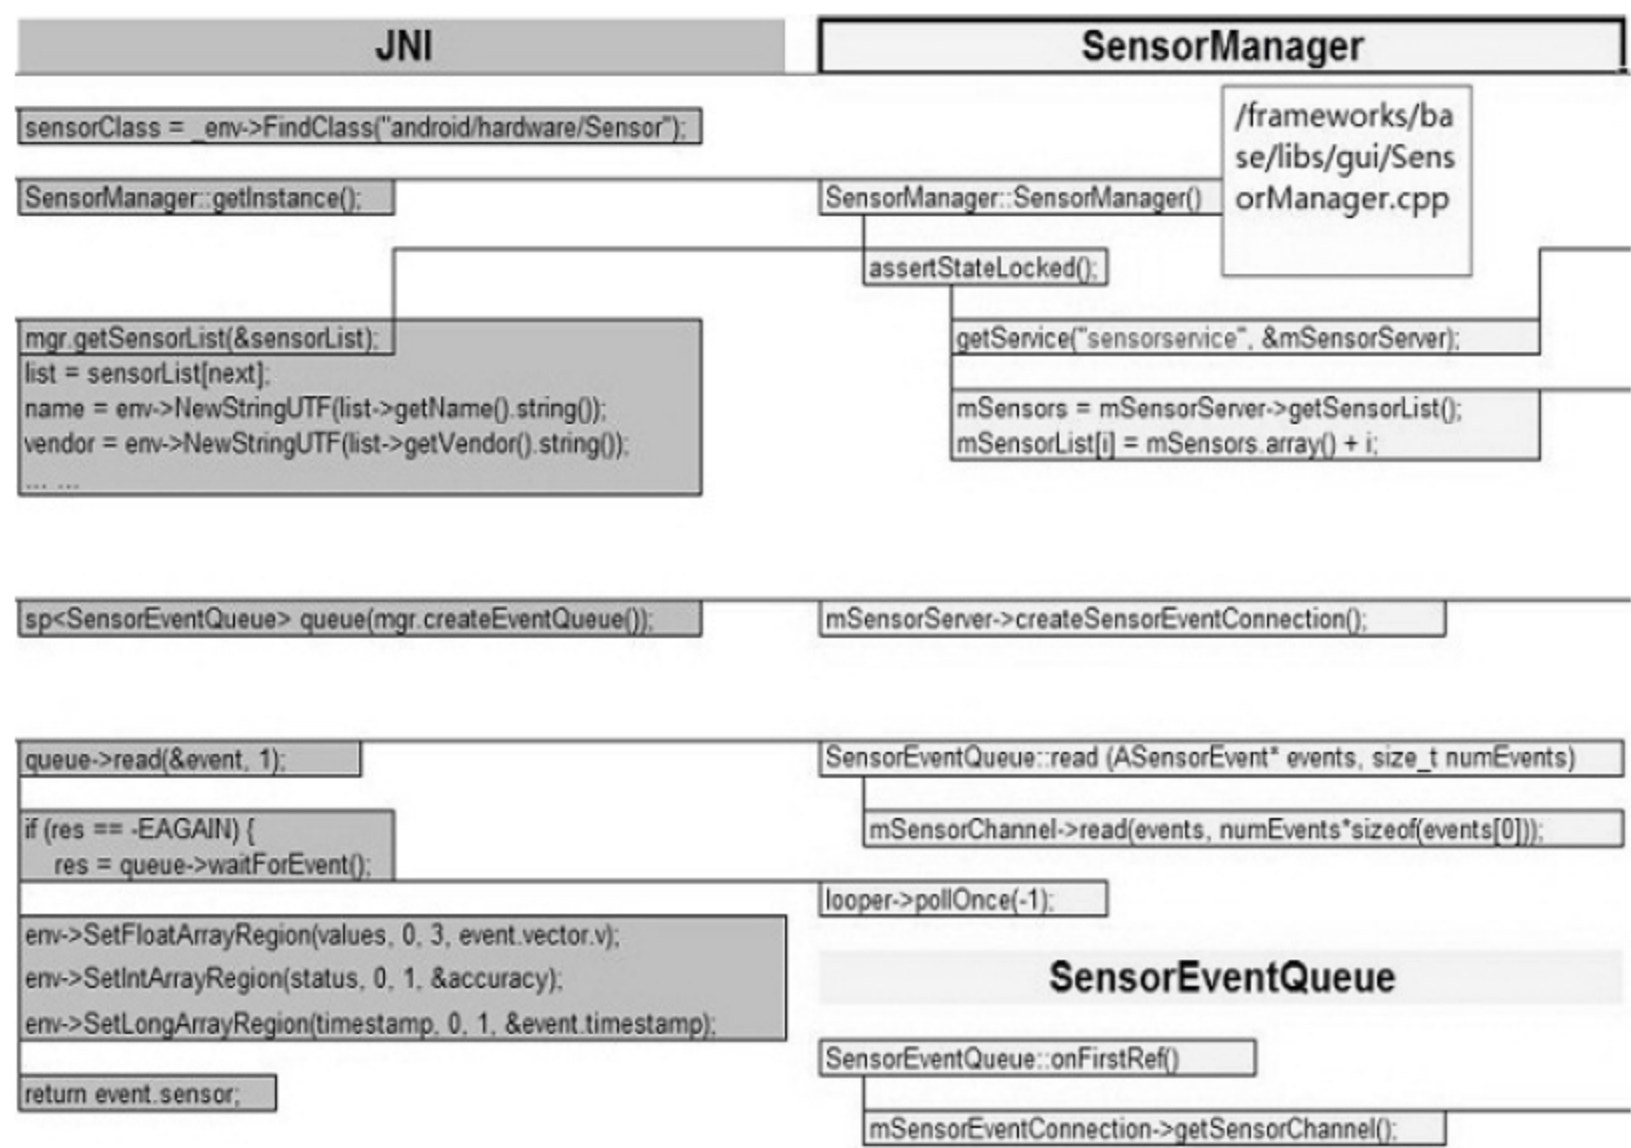 JNI
SensorManager
sensorClass = _env->FindClass("android/hardware/Sensor");
/frameworks/ba
se/libs/gui/Sens
orManager.cpp
SensorManager::getInstance();
SensorManager::SensorManager()
assertStateLocked();
mgr.getSensorList(&sensorList);
list = sensorList[next];
name = env->NewStringUTF(list->getName().string());
vendor = env->NewStringUTF(list->getVendor().string());
... ...
getService("sensorservice", &mSensorServer);
mSensors = mSensorServer->getSensorList();
mSensorList[i] = mSensors.array() + i;
sp<SensorEventQueue> queue(mgr.createEventQueue());
mSensorServer->createSensorEventConnection();
queue->read(&event, 1);
SensorEventQueue::read (ASensorEvent* events, size_t numEvents)
mSensorChannel->read(events, numEvents*sizeof(events[0]));
if (res == -EAGAIN) {
res = queue->waitForEvent();
looper->pollOnce(-1);
env->SetFloatArrayRegion(values, 0, 3, event.vector.v);
env->SetIntArrayRegion(status, 0, 1, &accuracy);
env->SetLongArrayRegion(timestamp, 0, 1, &event.timestamp);
return event.sensor;
SensorEventQueue
SensorEventQueue::onFirstRef()
mSensorEventConnection->getSensorChannel();